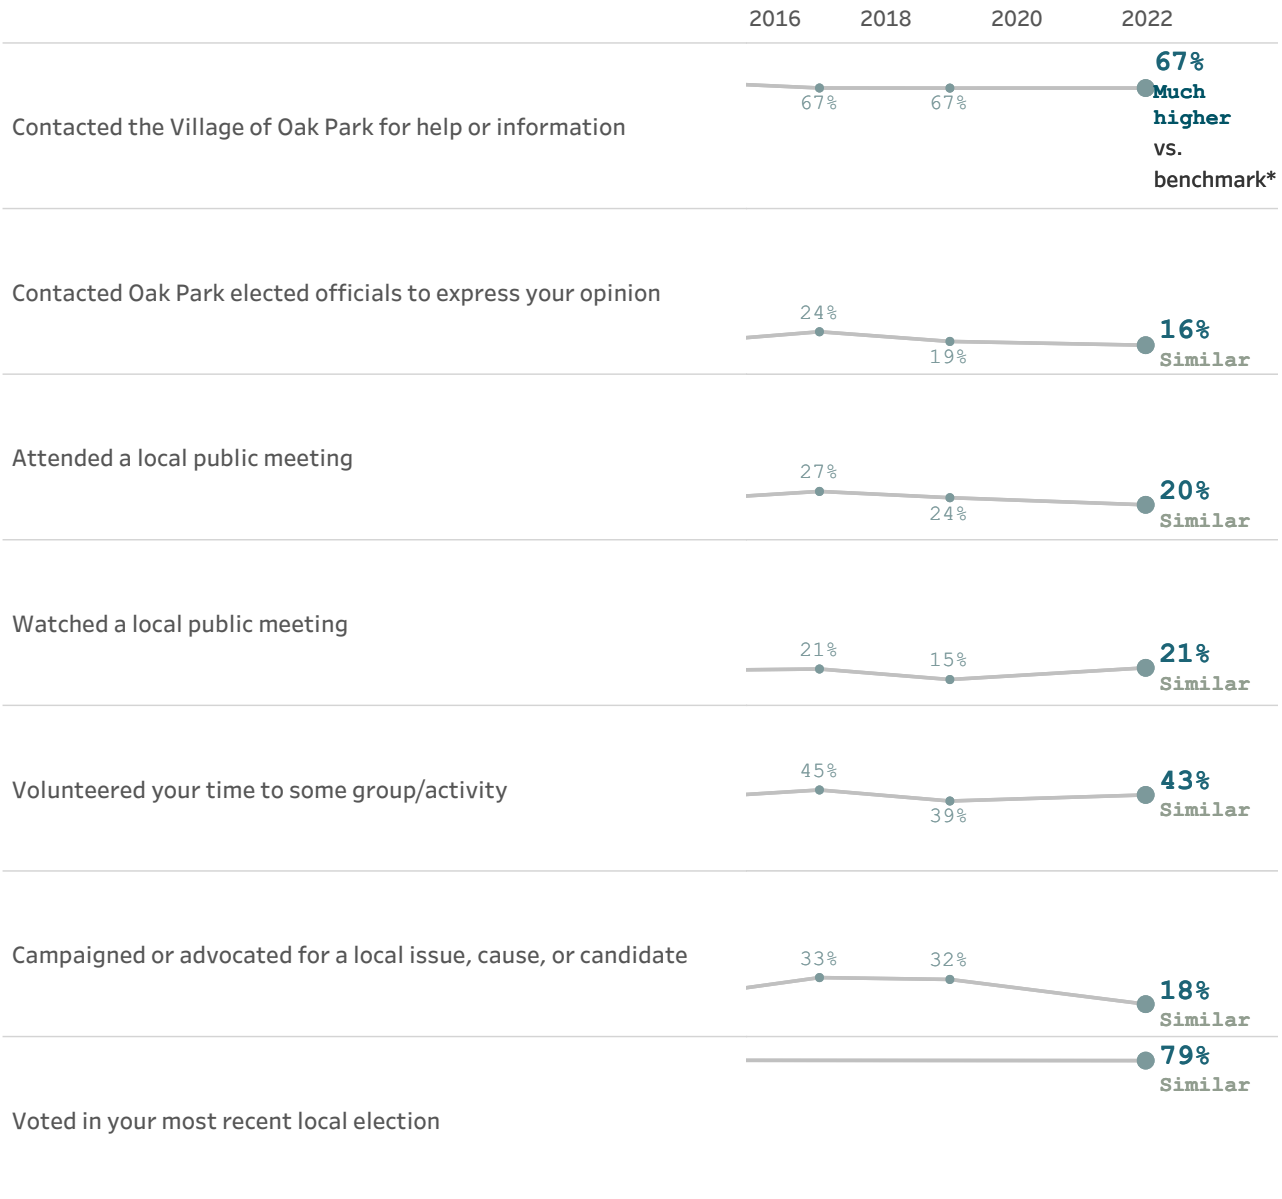 2016 2018 2020 2022
67%
67% 67% Much
higher
Contacted the Village of Oak Park for help or information
vs.
benchmark*
Contacted Oak Park elected officials to express your opinion
24%
19%
16%
Similar
Attended a local public meeting
27%
24%
20%
Similar
Watched a local public meeting
21%
15%
21%
Similar
Volunteered your time to some group/activity
45%
39%
43%
Similar
Campaigned or advocated for a local issue, cause, or candidate
33%
32%
18%
Similar
79%
Similar
Voted in your most recent local election